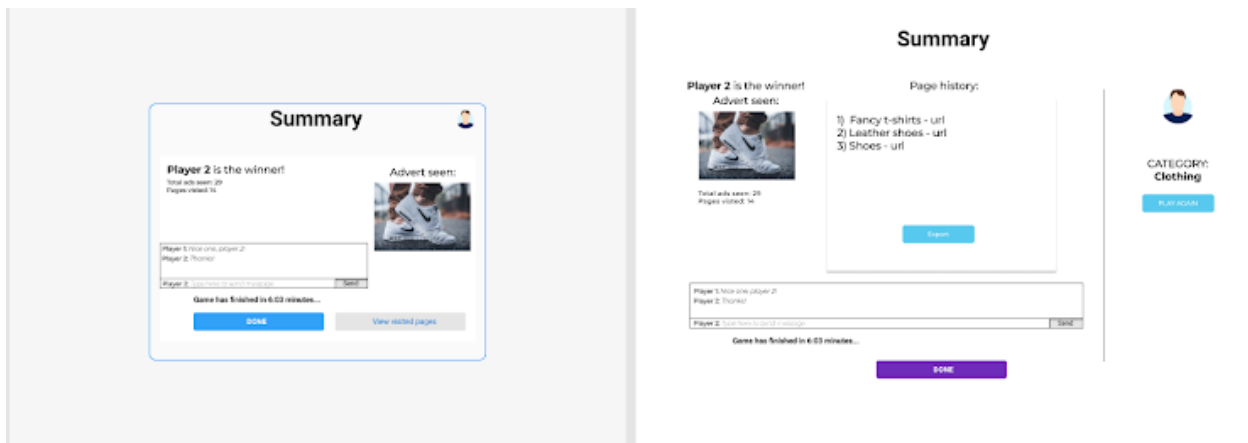 Summary
Player 2 is the winner!
Total ads seen: 29
Pages visited: 14
Advert seen:
Player 1: Nice one, player 2!
Player 2: Thanks!
Player 2: Type here to send message
Send
Game has finished in 6:03 minutes...
DONE
View visited pages
Summary
Player 2 is the winner!
Advert seen:
Total ads seen: 29
Pages visited: 14
Page history:
1) Fancy t-shirts - url
2) Leather shoes - url
3) Shoes - url
Export
CATEGORY:
Clothing
PLAY AGAIN
Player 1: Nice one, player 2!
Player 2: Thanks!
Player 2: Type here to send message
Send
Game has finished in 6:03 minutes...
DONE